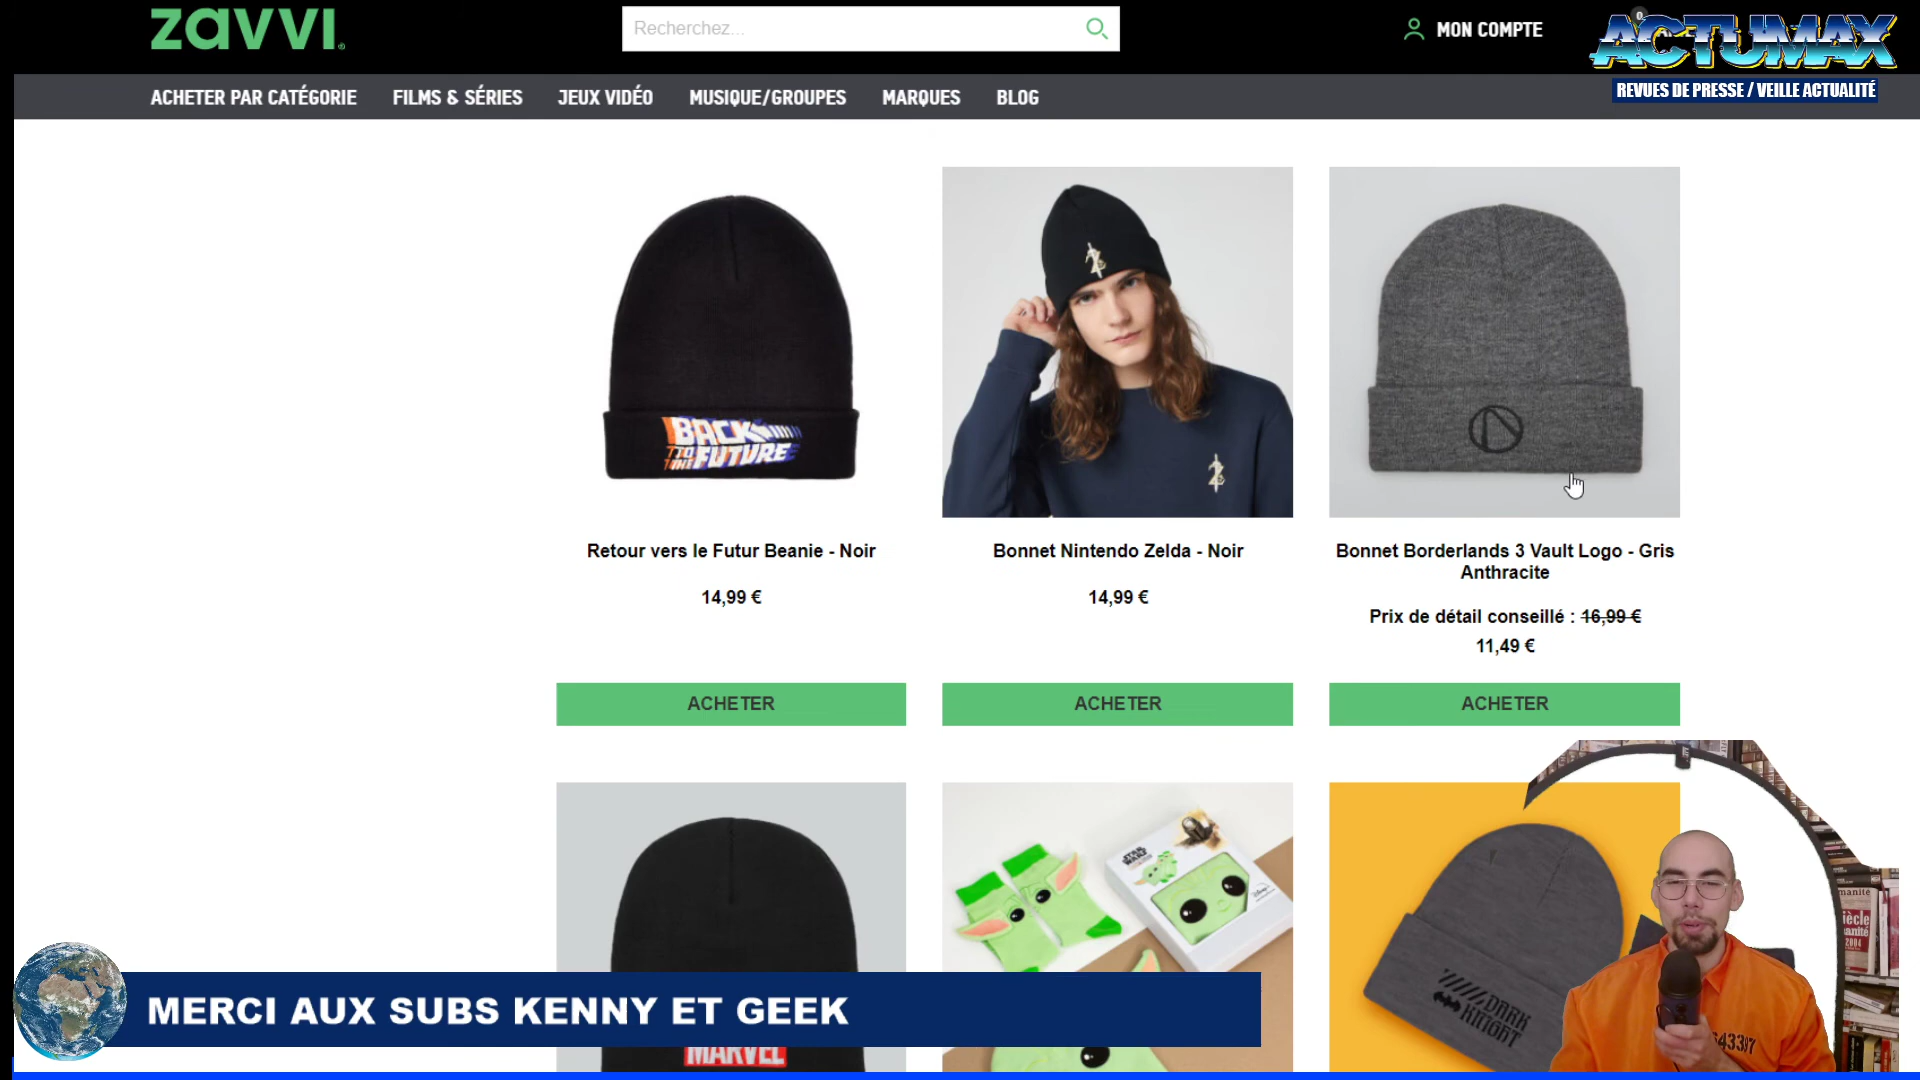 zavvi
Recherchez...
MON COMPTE
0
ACTUMAX
REVUES DE PRESSE / VEILLE ACTUALITÉ
ACHETER PAR CATÉGORIE
FILMS & SÉRIES
JEUX VIDÉO
MUSIQUE/GROUPES
MARQUES
BLOG
BACK
TO
THE FUTURE
Z
Z
Retour vers le Futur Beanie - Noir
14,99 €
ACHETER
Bonnet Nintendo Zelda - Noir
14,99 €
ACHETER
Bonnet Borderlands 3 Vault Logo - Gris
Anthracite
Prix de détail conseillé : 16,99 €
11,49 €
ACHETER
STAR
WARS
DARK
KNIGHT
MARVEL
MERCI AUX SUBS KENNY ET GEEK